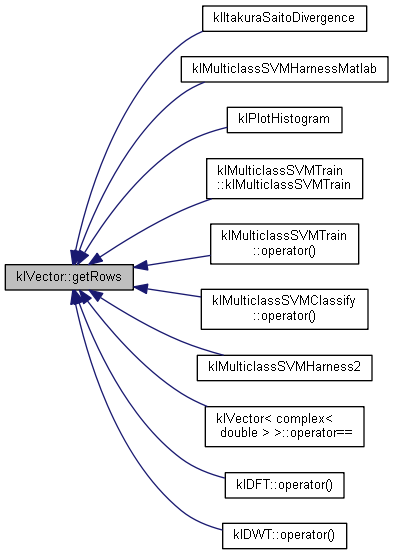 klItakuraSaitoDivergence
klMulticlassSVMHarnessMatlab
klPlotHistogram
klMulticlassSVMTrain
::klMulticlassSVMTrain
klMulticlassSVMTrain
::operator()
klVector::getRows
klMulticlassSVMClassify
::operator()
klMulticlassSVMHarness2
klVector< complex<
double > >::operator==
klDFT::operator()
klDWT::operator()